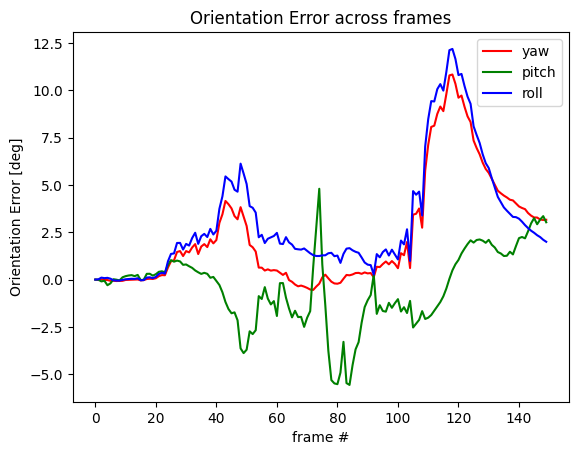 Orientation Error across frames
yaw
pitch
roll
Orientation Error [deg]
12.5
10.0
7.5
5.0
2.5
0.0
−2.5
−5.0
0 20 40 60 80 100 120 140
frame #